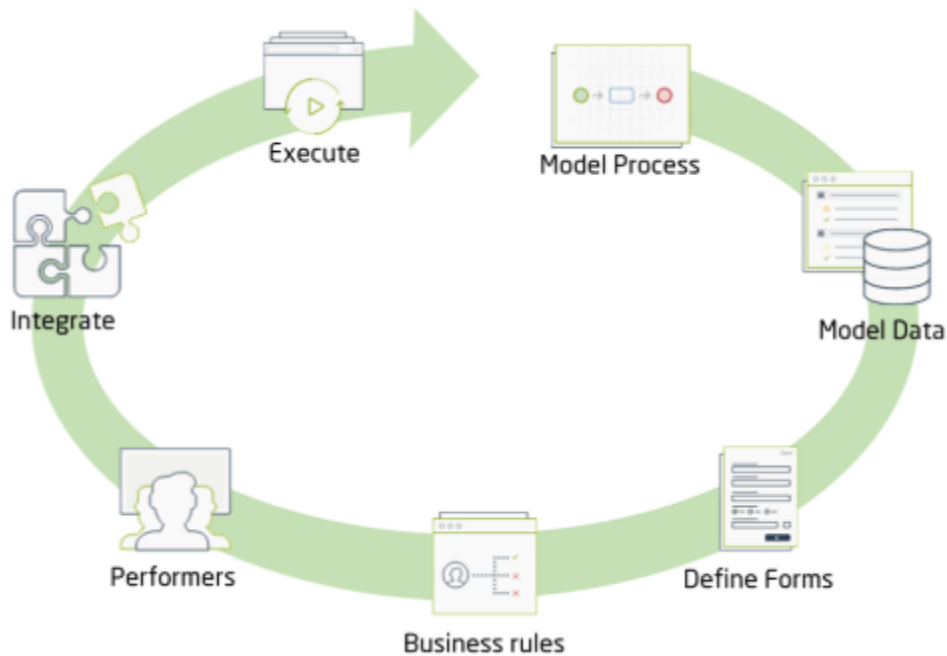 Model Process
Model Data
Define Forms
Business rules
Performers
Integrate
Execute